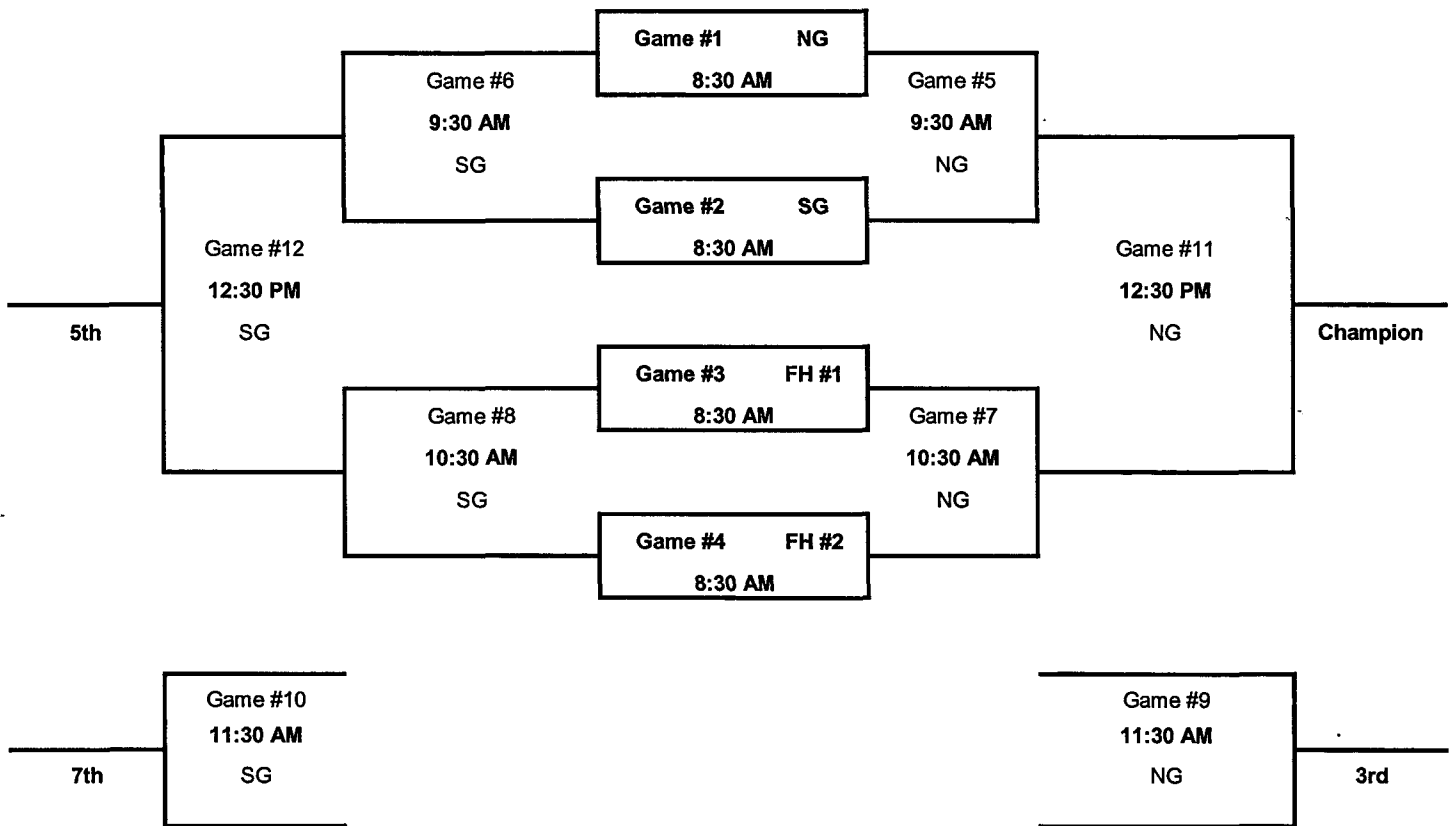 Game #1 NG
8:30 AM
Game #6
9:30 AM
SG
Game #5
9:30 AM
NG
Game #2 SG
8:30 AM
Game #12
12:30 PM
SG
5th
Game #11
12:30 PM
NG
Champion
Game #3 FH #1
8:30 AM
Game #8
10:30 AM
SG
Game #7
10:30 AM
NG
Game #4 FH #2
8:30 AM
Game #10
11:30 AM
SG
7th
Game #9
11:30 AM
NG
3rd